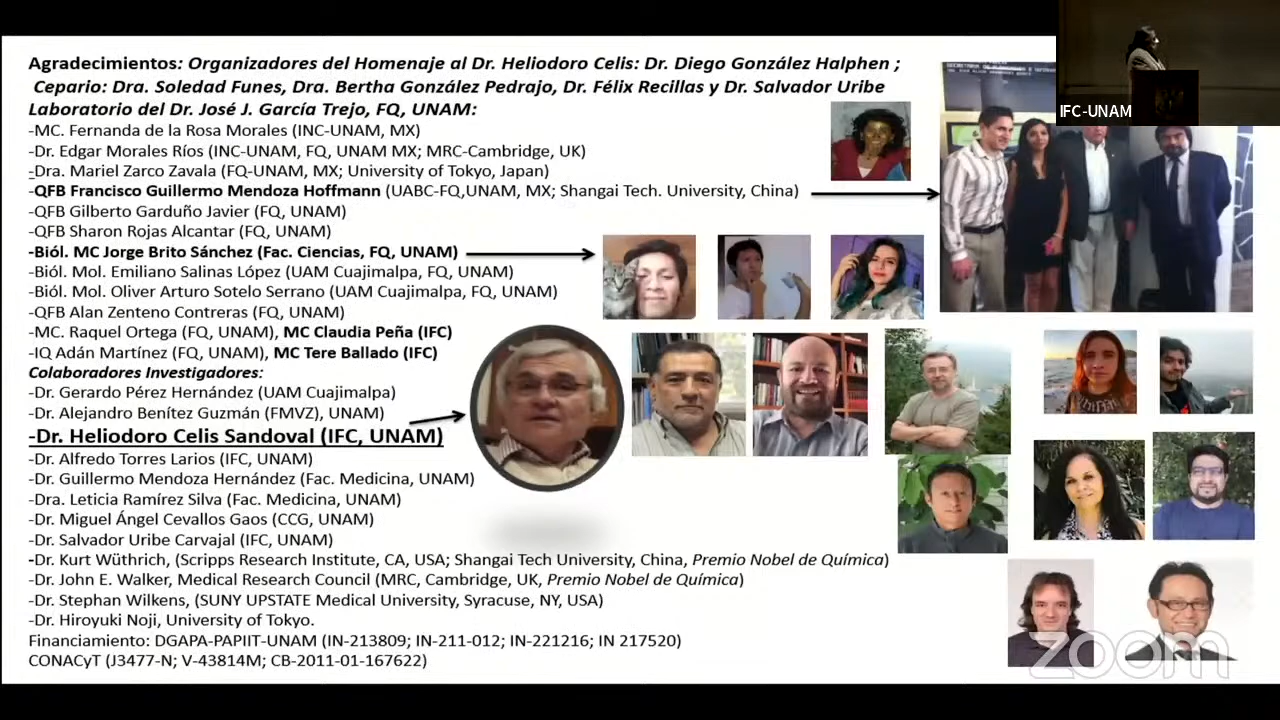 Agradecimientos: Organizadores del Homenaje al Dr. Heliodoro Celis: Dr. Diego González Halphen ;
Cepario: Dra. Soledad Funes, Dra. Bertha González Pedrajo, Dr. Félix Recillas y Dr. Salvador Uribe
Laboratorio del Dr. José J. García Trejo, FQ, UNAM:
-MC. Fernanda de la Rosa Morales (INC-UNAM, MX)
-Dr. Edgar Morales Ríos (INC-UNAM, FQ, UNAM MX; MRC-Cambridge, UK)
-Dra. Mariel Zarco Zavala (FQ-UNAM, MX; University of Tokyo, Japan)
-QFB Francisco Guillermo Mendoza Hoffmann (UABC-FQ,UNAM, MX; Shangai Tech. University, China)
-QFB Gilberto Garduño Javier (FQ, UNAM)
-QFB Sharon Rojas Alcantar (FQ, UNAM)
-Biól. MC Jorge Brito Sánchez (Fac. Ciencias, FQ, UNAM)
-Biól. Mol. Emiliano Salinas López (UAM Cuajimalpa, FQ, UNAM)
-Biól. Mol. Oliver Arturo Sotelo Serrano (UAM Cuajimalpa, FQ, UNAM)
-QFB Alan Zenteno Contreras (FQ, UNAM)
-MC. Raquel Ortega (FQ, UNAM), MC Claudia Peña (IFC)
-IQ Adán Martínez (FQ, UNAM), MC Tere Ballado (IFC)
Colaboradores Investigadores:
-Dr. Gerardo Pérez Hernández (UAM Cuajimalpa)
-Dr. Alejandro Benítez Guzmán (FMVZ), UNAM)
-Dr. Heliodoro Celis Sandoval (IFC, UNAM)
-Dr. Alfredo Torres Larios (IFC, UNAM)
-Dr. Guillermo Mendoza Hernández (Fac. Medicina, UNAM)
-Dra. Leticia Ramírez Silva (Fac. Medicina, UNAM)
-Dr. Miguel Ángel Cevallos Gaos (CCG, UNAM)
-Dr. Salvador Uribe Carvajal (IFC, UNAM)
-Dr. Kurt Wüthrich, (Scripps Research Institute, CA, USA; Shangai Tech University, China, Premio Nobel de Química)
-Dr. John E. Walker, Medical Research Council (MRC, Cambridge, UK, Premio Nobel de Química)
-Dr. Stephan Wilkens, (SUNY UPSTATE Medical University, Syracuse, NY, USA)
-Dr. Hiroyuki Noji, University of Tokyo.
Financiamiento: DGAPA-PAPIIT-UNAM (IN-213809; IN-211-012; IN-221216; IN 217520)
CONACyT (J3477-N; V-43814M; CB-2011-01-167622)
IFC-UNAM
zoom